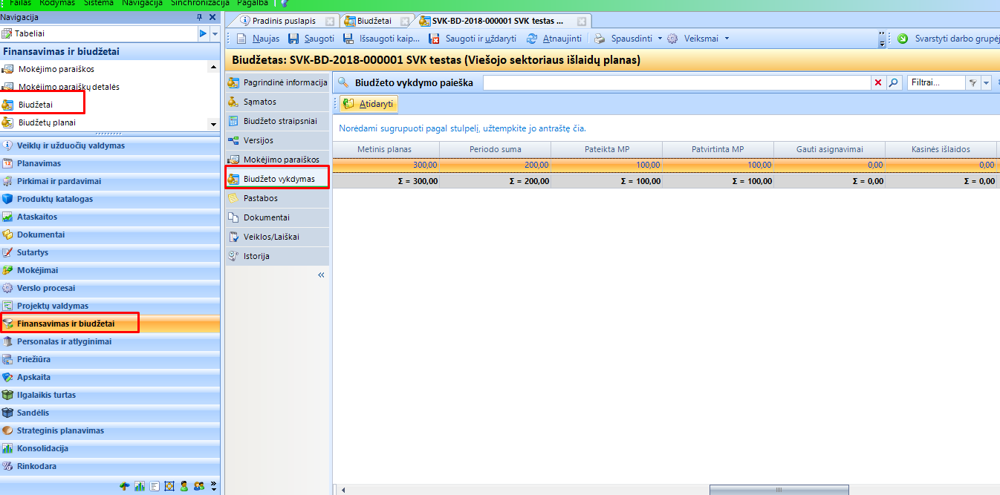 Failas Rodymas Sistema Navigacija Sinchronizacija Pagalba
Navigacija
Tabeliai
Finansavimas ir biudžetai
Mokėjimo paraiškos
Mokėjimo paraiškų detalės
Biudžetai
Biudžetų planai
Veiklų ir užduočių valdymas
Planavimas
Pirkimai ir pardavimai
Produktų katalogas
Ataskaitos
Dokumentai
Sutartys
Mokėjimai
Verslo procesai
Projektų valdymas
Finansavimas ir biudžetai
Personalas ir atlyginimai
Priežiūra
Apskaita
Ilgalaikis turtas
Sandėlis
Strateginis planavimas
Konsolidacija
Rinkodara
Pradinis puslapis Biudžetai SVK-BD-2018-000001 SVK testas ...
Naujas Saugoti Išsaugoti kaip... Saugoti ir uždaryti Atnaujinti Spausdinti Veiksmai Svarstyti darbo grupėj
Biudžetas: SVK-BD-2018-000001 SVK testas (Viešojo sektoriaus išlaidų planas)
Pagrindinė informacija
Sąmatos
Biudžeto straipsniai
Versijos
Mokėjimo paraiškos
Biudžeto vykdymas
Pastabos
Dokumentai
Veiklos/Laiškai
Istorija
Biudžeto vykdymo paieška Filtrai...
Atidaryti
Norėdami sugrupuoti pagal stulpelį, užtempkite jo antraštę čia.
Metinis planas Periodo suma Pateikta MP Patvirtinta MP Gauti asignavimai Kasinės išlaidos
300,00 200,00 100,00 100,00 0,00 0,00
Σ = 300,00 Σ = 200,00 Σ = 100,00 Σ = 100,00 Σ = 0,00 Σ = 0,00